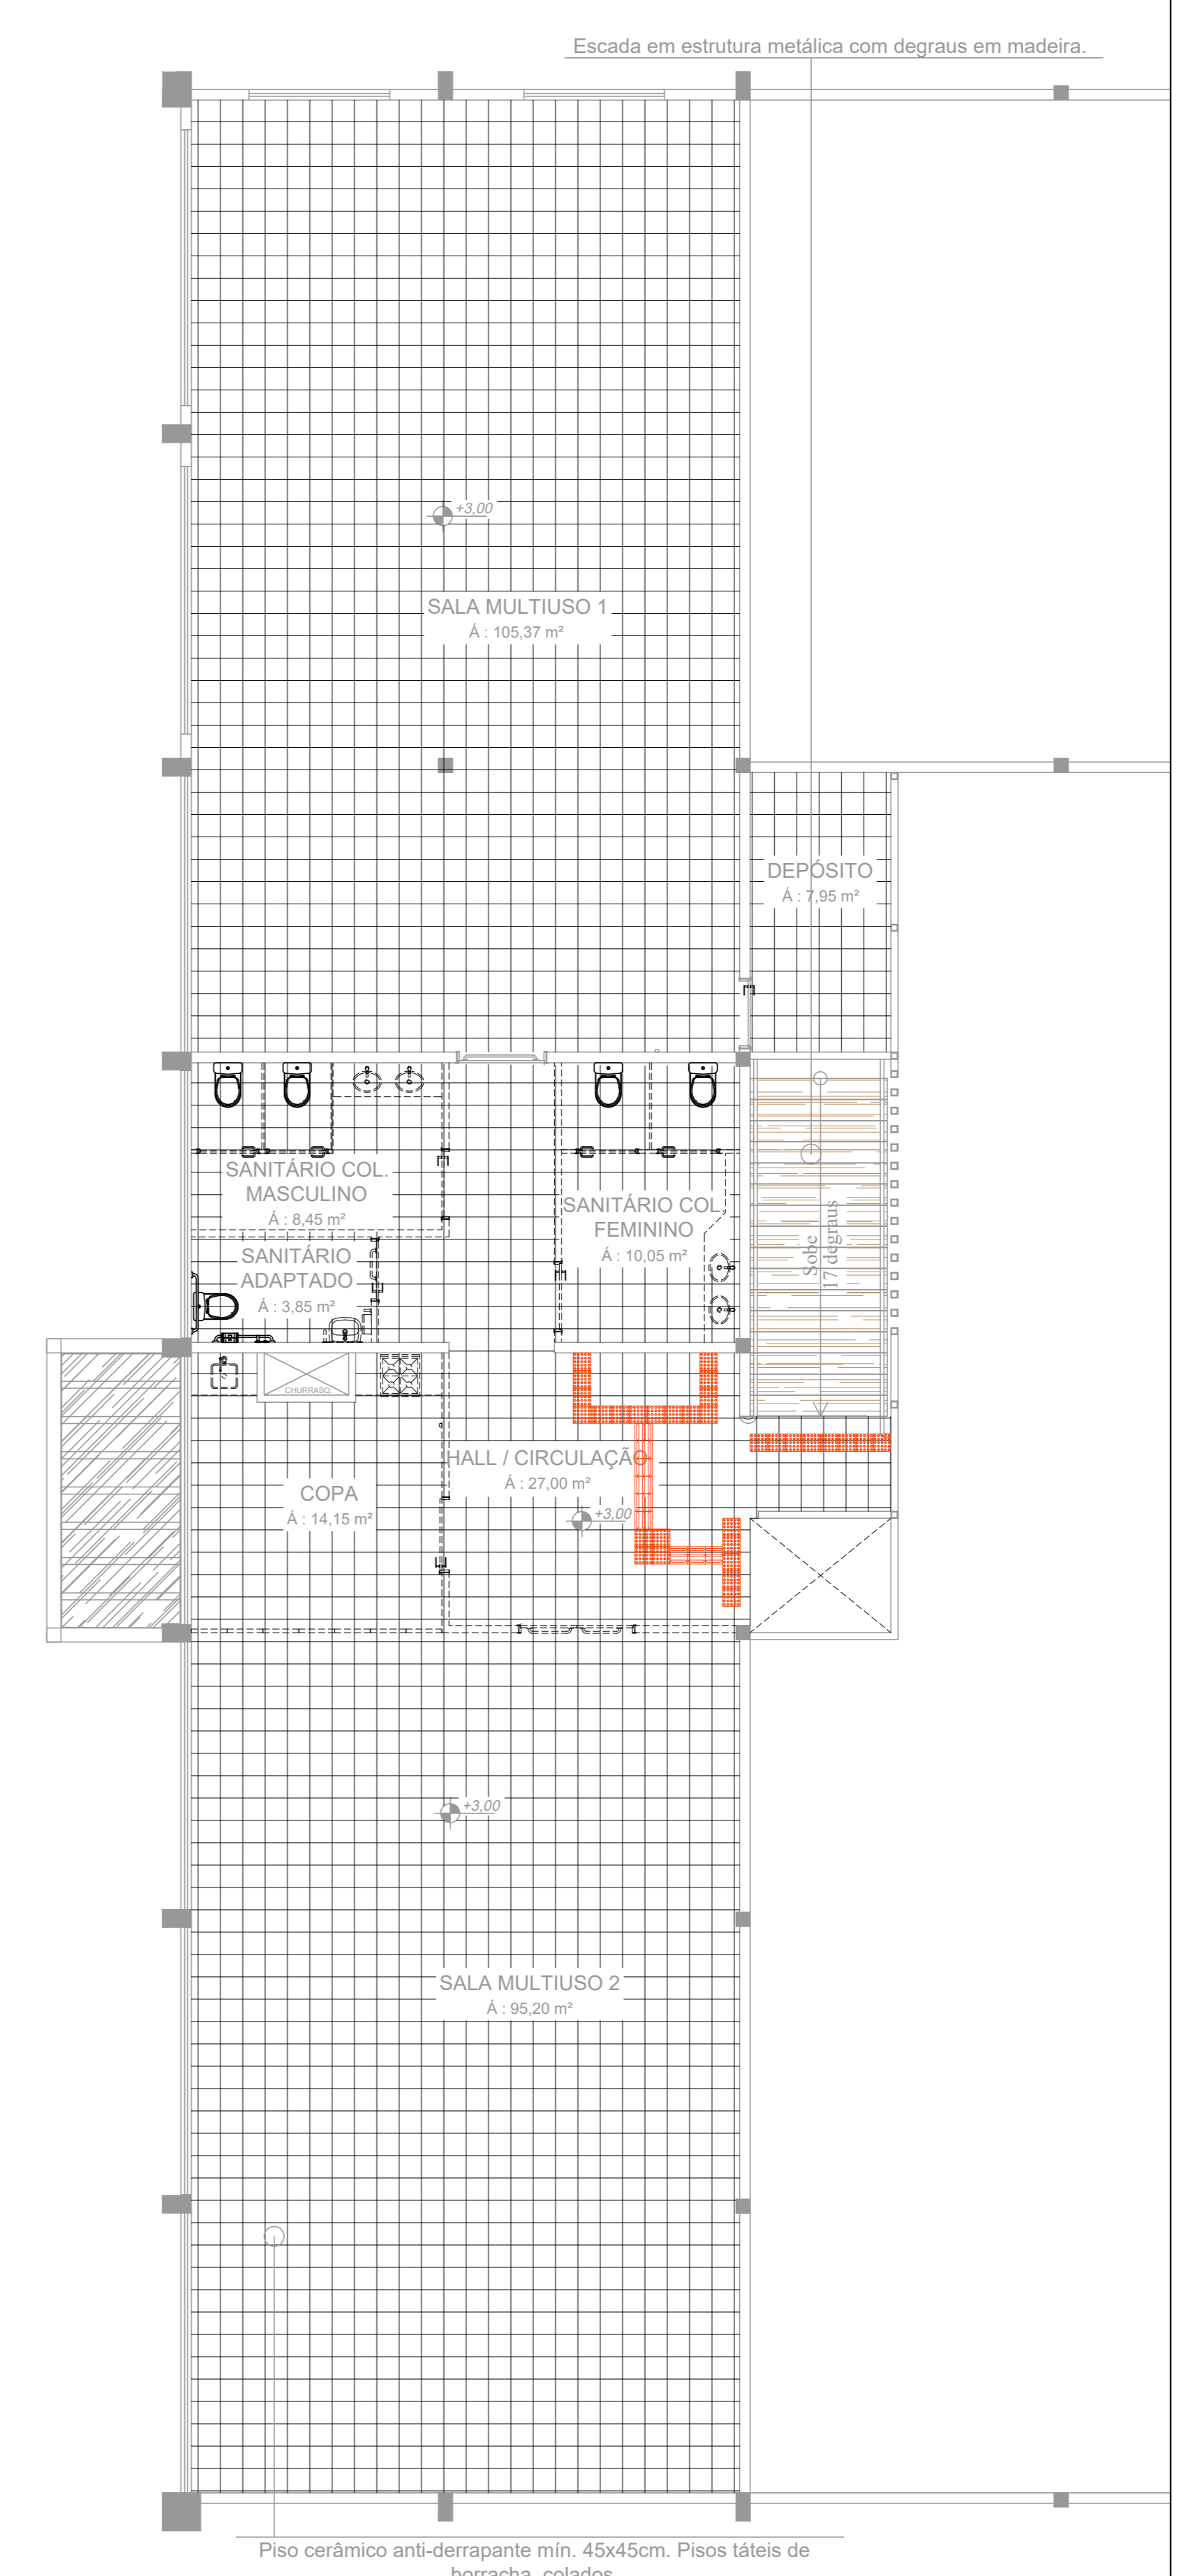 Escada em estrutura metálica com degraus em madeira.
+3,00
SALA MULTIUSO 1
Á : 105,37 m²
DEPÓSITO
Á : 7,95 m²
SANITÁRIO COL.
MASCULINO
Á : 8,45 m²
SANITÁRIO COL.
FEMININO
Á : 10,05 m²
Sobe
17 degraus
SANITÁRIO
ADAPTADO
Á : 3,85 m²
CHURRASQ.
HALL / CIRCULAÇÃO
Á : 27,00 m²
COPA
Á : 14,15 m²
+3,00
+3,00
SALA MULTIUSO 2
Á : 95,20 m²
Piso cerâmico anti-derrapante mín. 45x45cm. Pisos táteis de
borracha, colados.